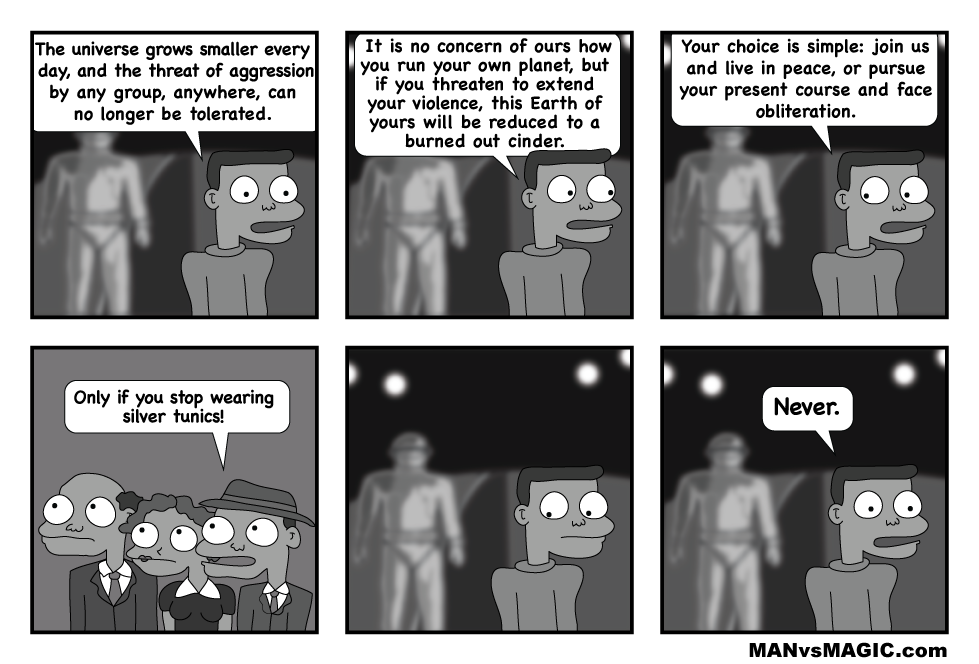 The universe grows smaller every
day, and the threat of aggression
by any group, anywhere, can
no longer be tolerated.
It is no concern of ours how
you run your own planet, but
if you threaten to extend
your violence, this Earth of
yours will be reduced to a
burned out cinder.
Your choice is simple: join us
and live in peace, or pursue
your present course and face
obliteration.
Only if you stop wearing
silver tunics!
Never.
MANvsMAGIC.com